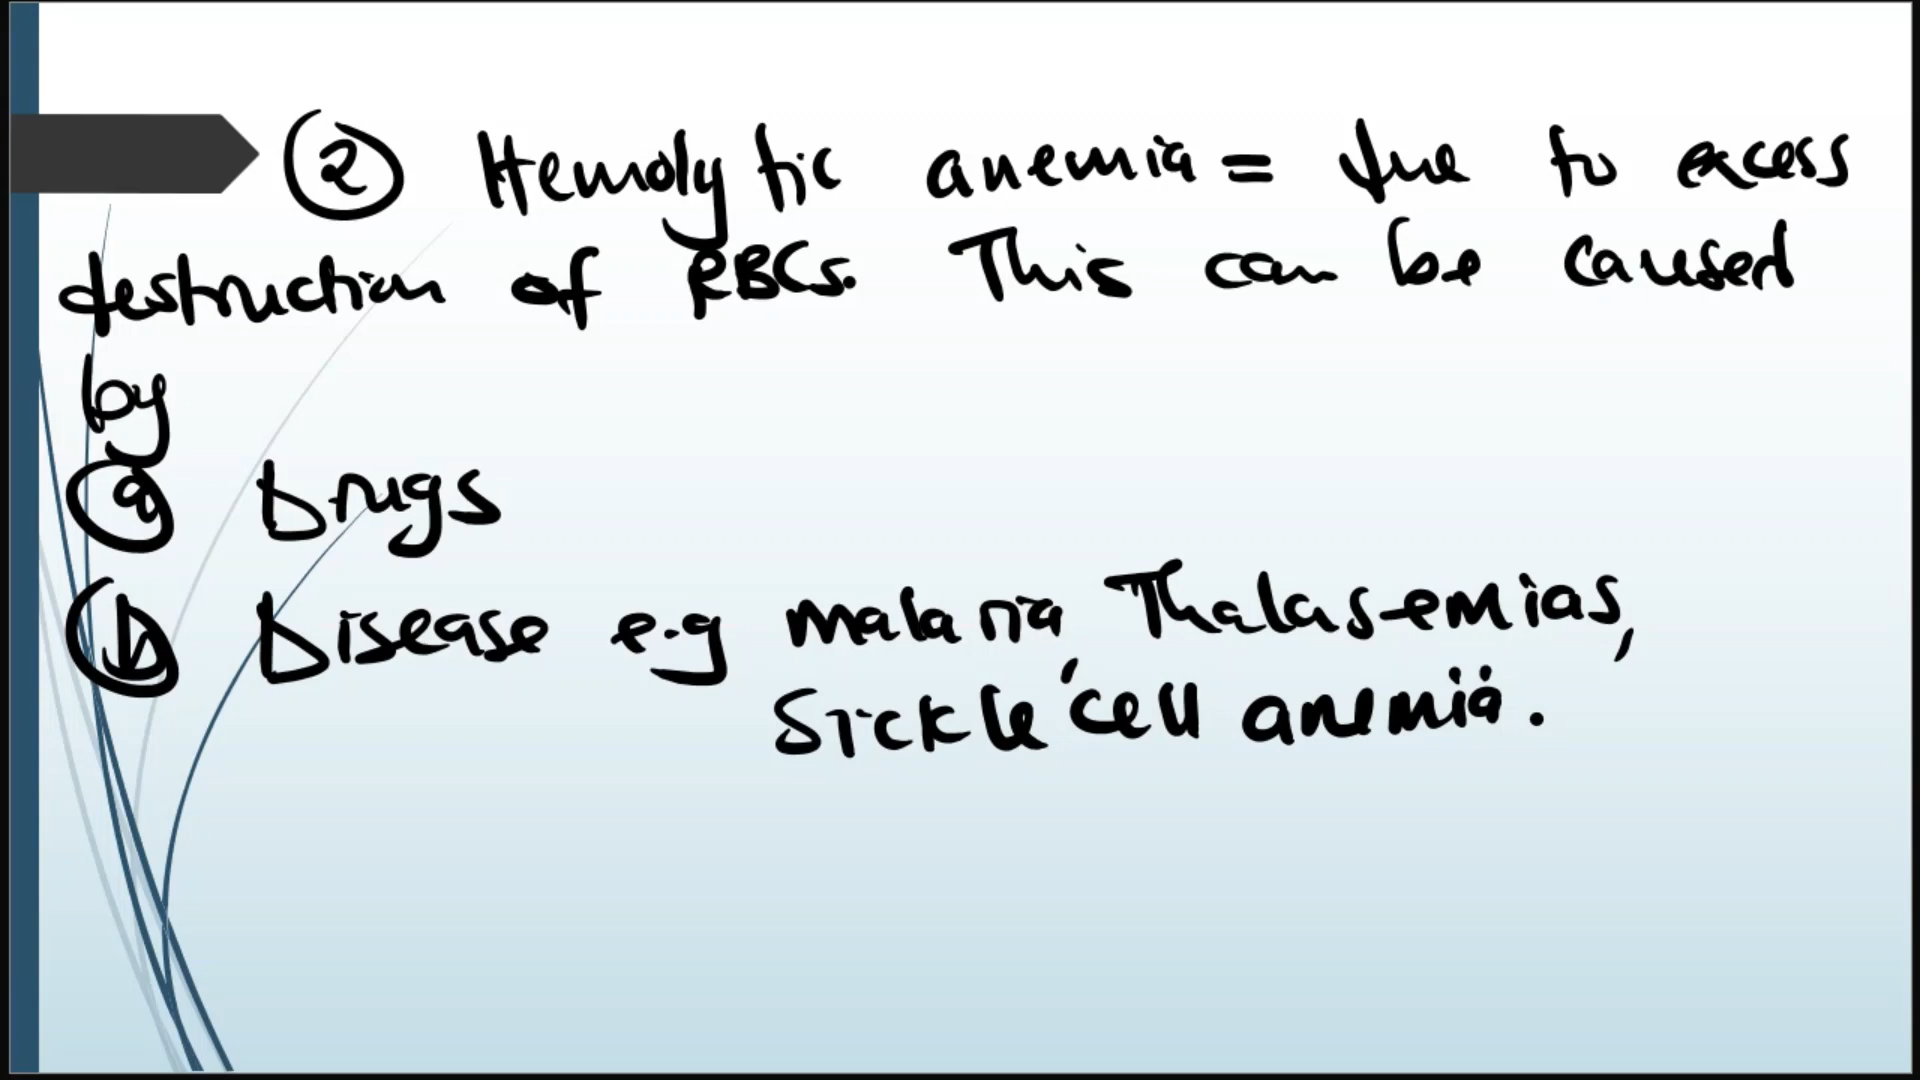 ② Hemolytic anemia = due to excess
destruction of RBCs. This can be caused
by
ⓐ Drugs
ⓑ Disease e.g malaria, Thalasemias,
Sickle cell anemia.